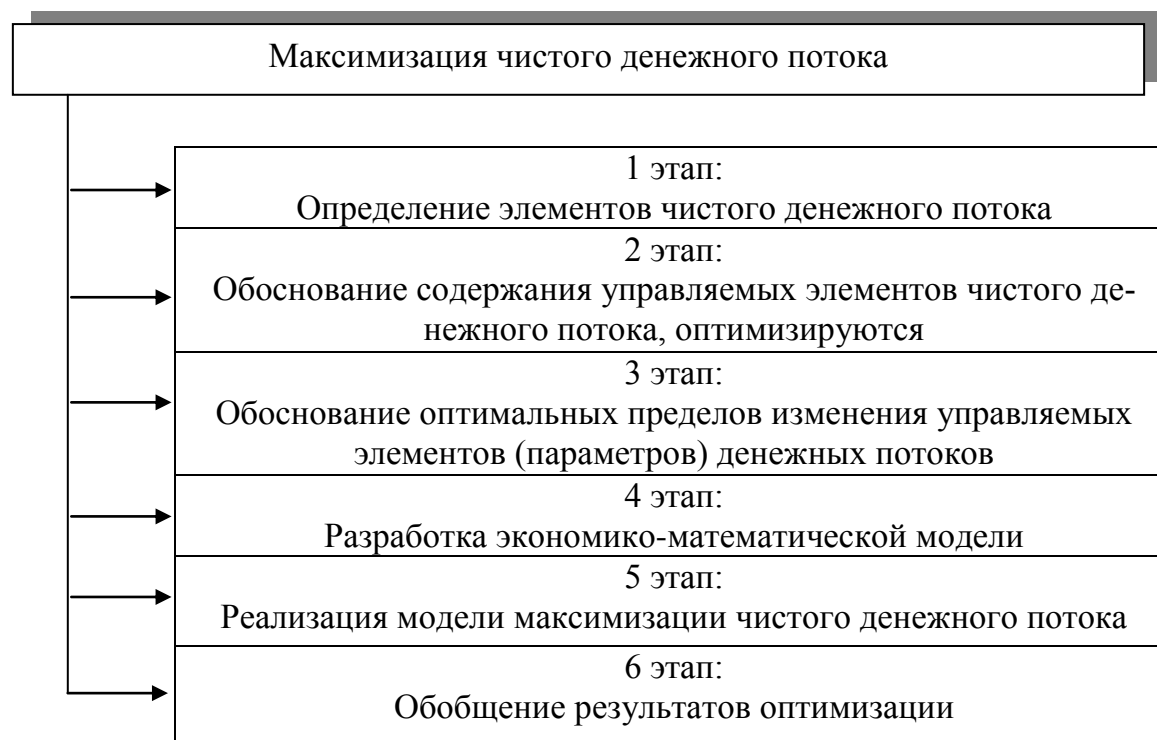 Максимизация чистого денежного потока
1 этап:
Определение элементов чистого денежного потока
2 этап:
Обоснование содержания управляемых элементов чистого де-
нежного потока, оптимизируются
3 этап:
Обоснование оптимальных пределов изменения управляемых
элементов (параметров) денежных потоков
4 этап:
Разработка экономико-математической модели
5 этап:
Реализация модели максимизации чистого денежного потока
6 этап:
Обобщение результатов оптимизации